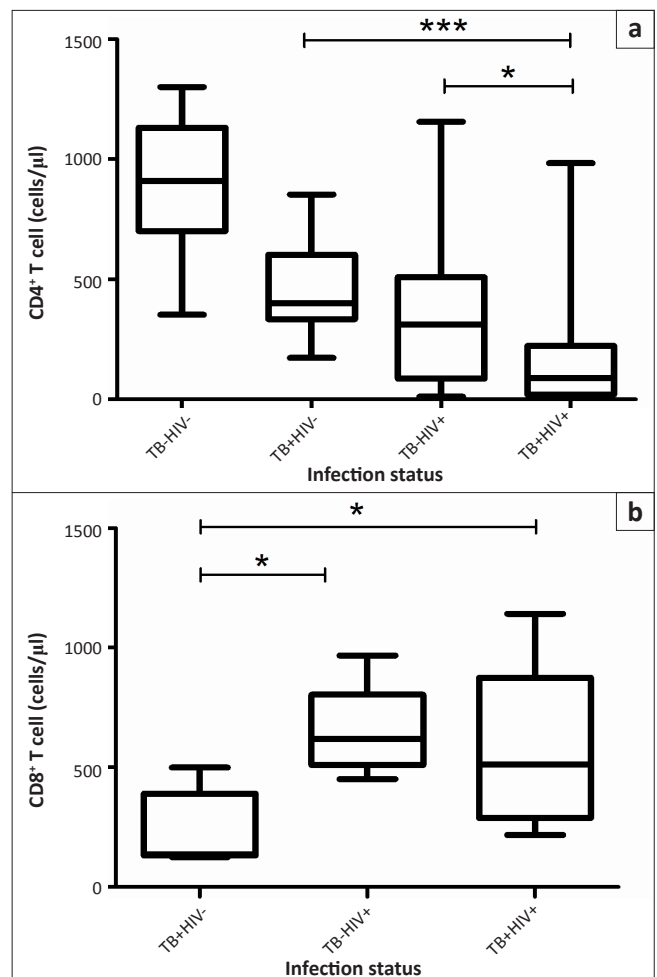 a
***
*
1500
1000
500
0
CD4⁺ T cell (cells/µl)
TB-HIV-
TB+HIV-
TB-HIV+
TB+HIV+
Infection status
b
*
*
1500
1000
500
0
CD8⁺ T cell (cells/µl)
TB+HIV-
TB-HIV+
TB+HIV+
Infection status